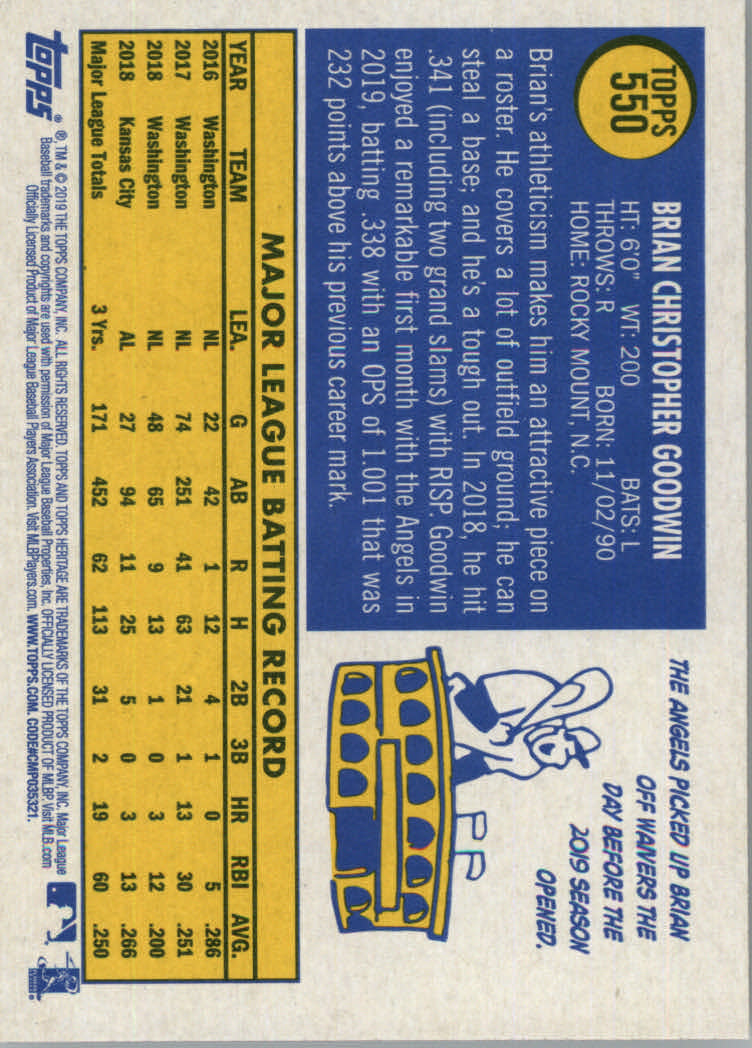 TOPPS
550
BRIAN CHRISTOPHER GOODWIN
HT: 6'0" WT: 200 BATS: L
THROWS: R BORN: 11/02/90
HOME: ROCKY MOUNT, N.C.
Brian's athleticism makes him an attractive piece on
a roster. He covers a lot of outfield ground; he can
steal a base; and he's a tough out. In 2018, he hit
.341 (including two grand slams) with RISP. Goodwin
enjoyed a remarkable first month with the Angels in
2019, batting .338 with an OPS of 1.001 that was
232 points above his previous career mark.
THE ANGELS PICKED UP BRIAN
OFF WAIVERS THE
DAY BEFORE THE
2019 SEASON
OPENED.
MAJOR LEAGUE BATTING RECORD
YEAR TEAM LEA. G AB R H 2B 3B HR RBI AVG.
2016 Washington NL 22 42 1 12 4 1 0 5 .286
2017 Washington NL 74 251 41 63 21 1 13 30 .251
2018 Washington NL 48 65 9 13 1 0 3 12 .200
2018 Kansas City AL 27 94 11 25 5 0 3 13 .266
Major League Totals 3 Yrs. 171 452 62 113 31 2 19 60 .250
topps®
®, TM & © 2019 THE TOPPS COMPANY, INC. ALL RIGHTS RESERVED. TOPPS AND TOPPS HERITAGE ARE TRADEMARKS OF THE TOPPS COMPANY, INC. Major League
Baseball trademarks and copyrights are used with permission of Major League Baseball Properties, Inc. OFFICIALLY LICENSED PRODUCT OF MLBP. Visit MLB.com
Officially Licensed Product of Major League Baseball Players Association. Visit MLBPlayers.com. WWW.TOPPS.COM. CODE#CMP035321.